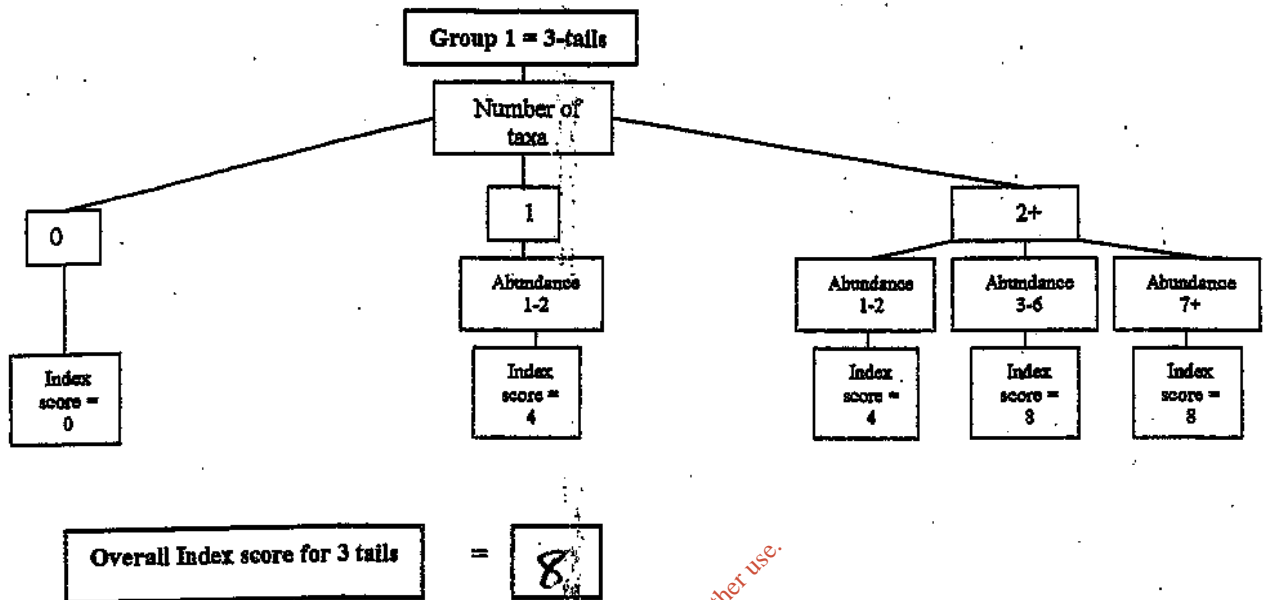 Group 1 = 3-tails
Number of
taxa
0
1
2+
Abundance
1-2
Abundance
1-2
Abundance
3-6
Abundance
7+
Index
score =
0
Index
score =
4
Index
score =
4
Index
score =
8
Index
score =
8
Overall Index score for 3 tails
=
8
her use.